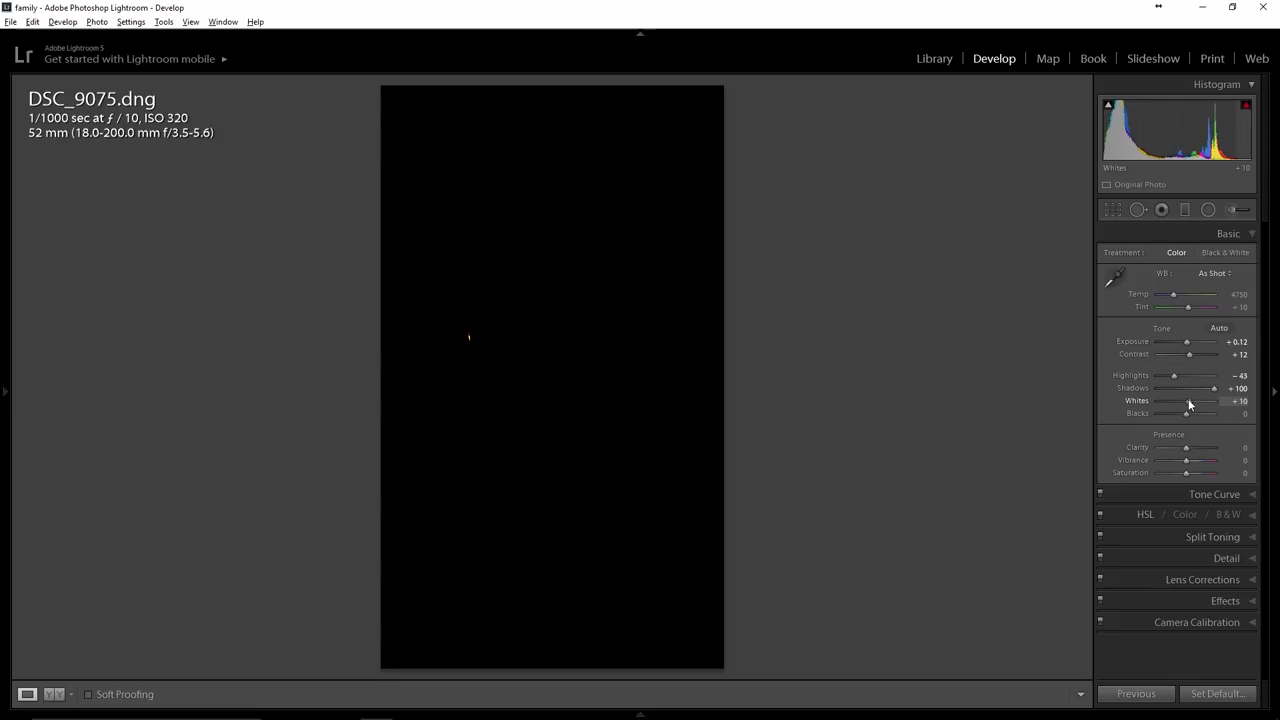 family - Adobe Photoshop Lightroom - Develop
File Edit Develop Photo Settings Tools View Window Help
Lr
Adobe Lightroom 5
Get started with Lightroom mobile
Library | Develop | Map | Book | Slideshow | Print | Web
DSC_9075.dng
1/1000 sec at ƒ / 10, ISO 320
52 mm (18.0-200.0 mm f/3.5-5.6)
Histogram
Whites +10
Original Photo
Basic
Treatment : Color Black & White
WB : As Shot
Temp 4750
Tint + 10
Tone Auto
Exposure + 0.12
Contrast + 12
Highlights - 43
Shadows + 100
Whites + 10
Blacks 0
Presence
Clarity 0
Vibrance 0
Saturation 0
Tone Curve
HSL / Color / B & W
Split Toning
Detail
Lens Corrections
Effects
Camera Calibration
YY Soft Proofing
Previous Set Default...